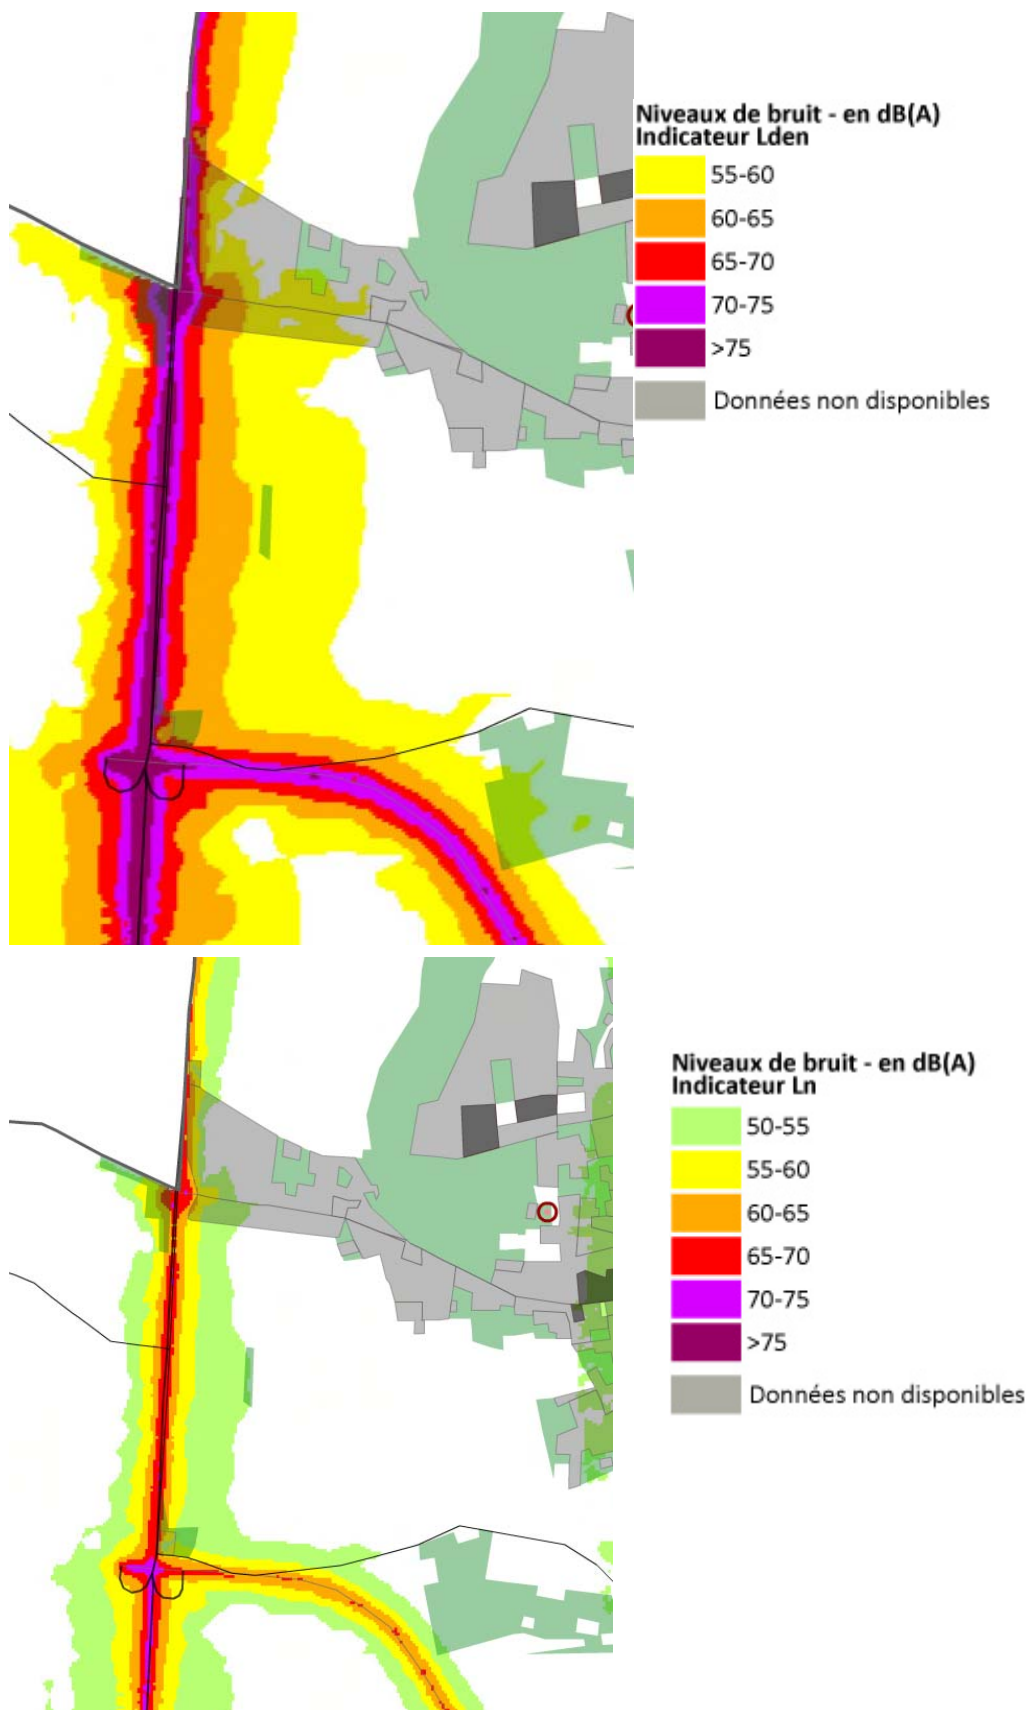 Niveaux de bruit - en dB(A)
Indicateur Lden
55-60
60-65
65-70
70-75
>75
Données non disponibles
Niveaux de bruit - en dB(A)
Indicateur Ln
50-55
55-60
60-65
65-70
70-75
>75
Données non disponibles